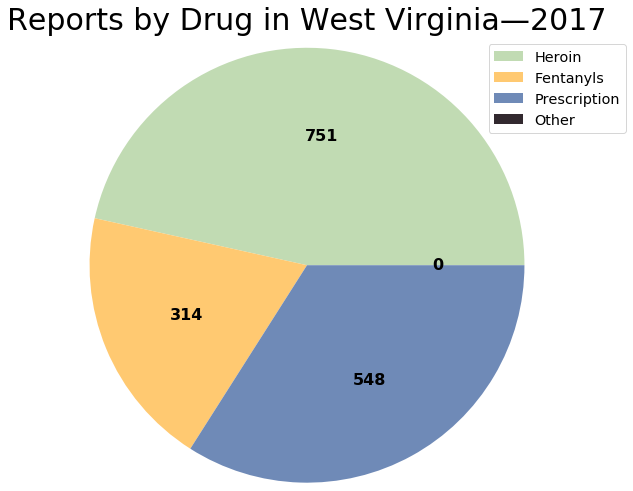 Reports by Drug in West Virginia—2017
Heroin
Fentanyls
Prescription
Other
751
0
314
548